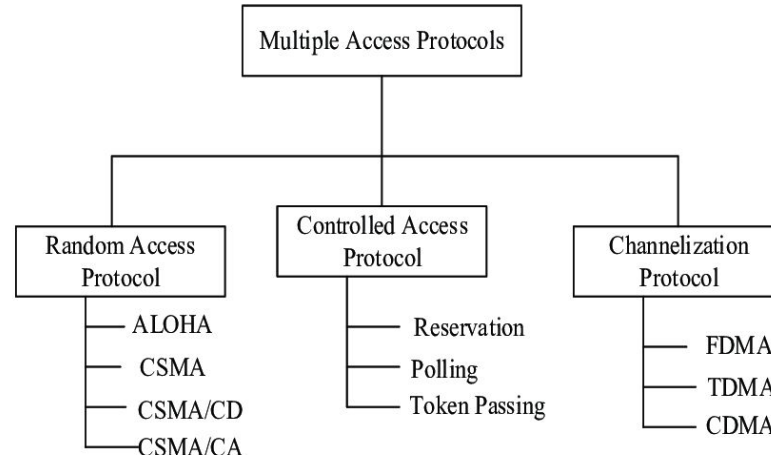 Multiple Access Protocols
Random Access
Protocol
ALOHA
CSMA
CSMA/CD
CSMA/CA
Controlled Access
Protocol
Reservation
Polling
Token Passing
Channelization
Protocol
FDMA
TDMA
CDMA